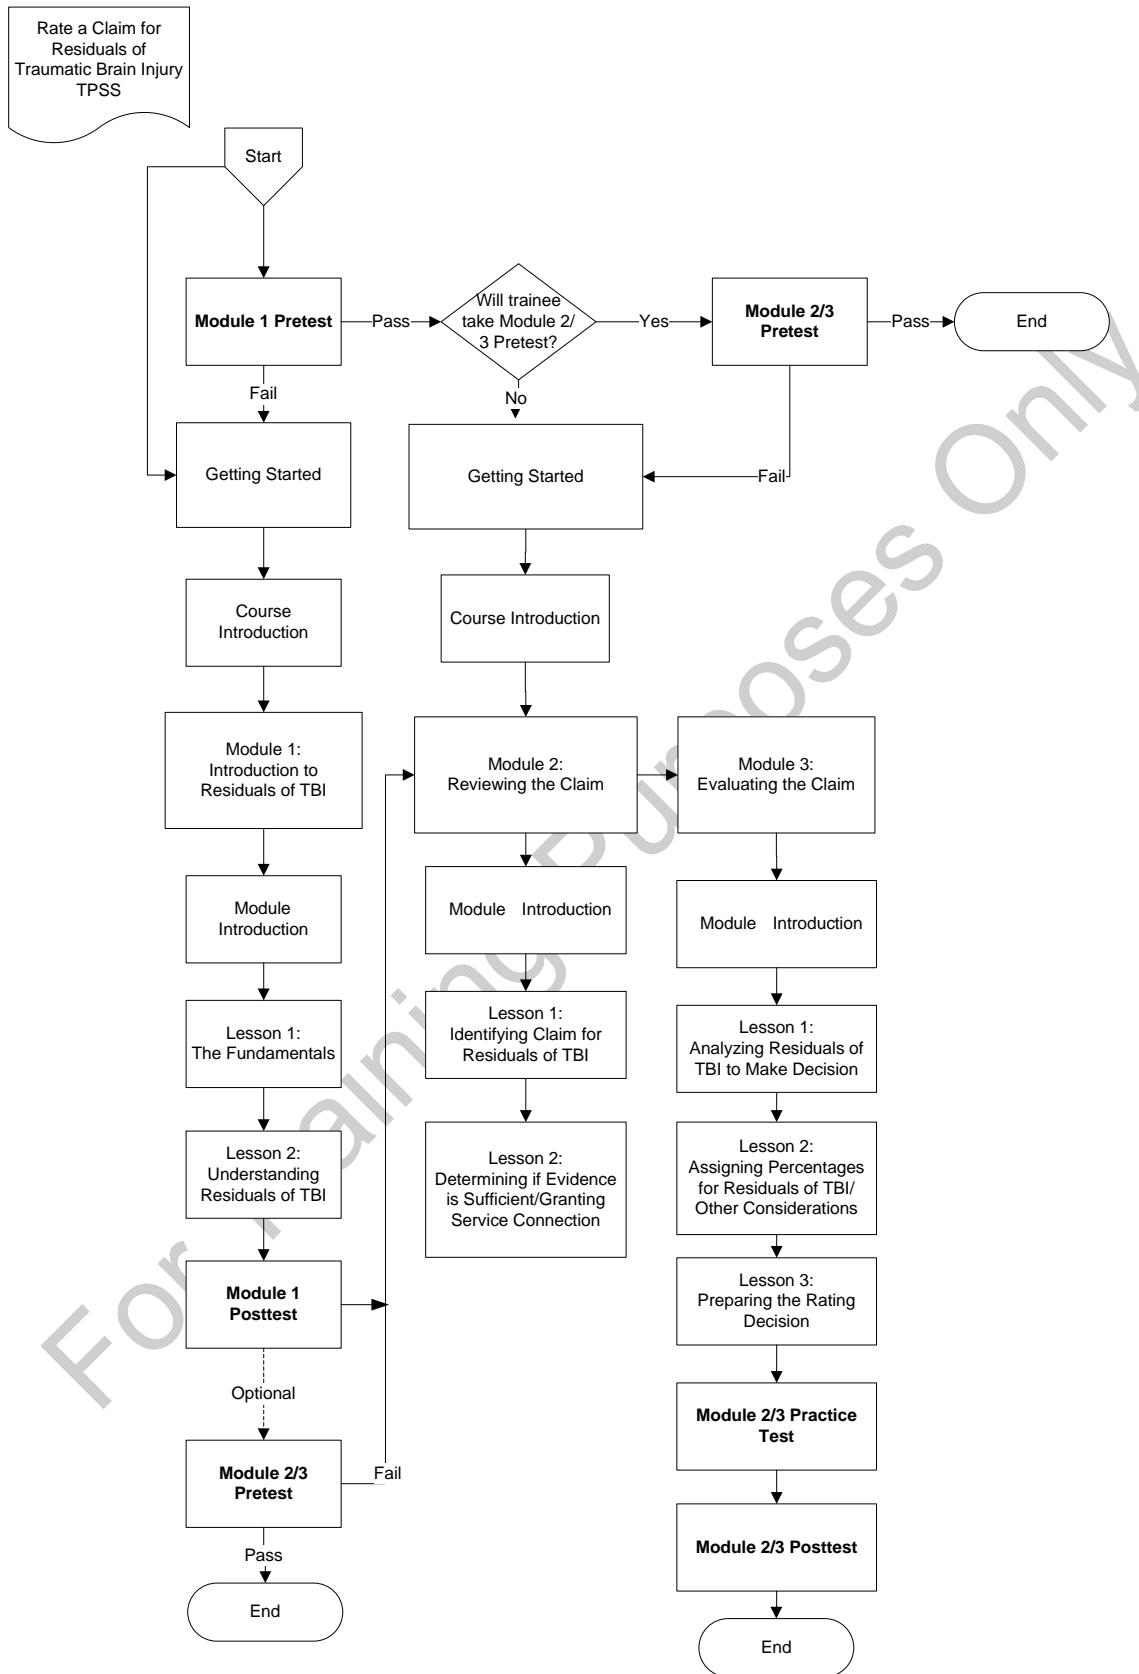 Rate a Claim for
Residuals of
Traumatic Brain Injury
TPSS
Start
Module 1 Pretest
Pass
Will trainee
take Module 2/
3 Pretest?
Yes
Module 2/3
Pretest
Pass
End
Fail
No
Getting Started
Getting Started
Fail
Course
Introduction
Course Introduction
Module 1:
Introduction to
Residuals of TBI
Module 2:
Reviewing the Claim
Module 3:
Evaluating the Claim
Module
Introduction
Module Introduction
Module Introduction
Lesson 1:
The Fundamentals
Lesson 1:
Identifying Claim for
Residuals of TBI
Lesson 1:
Analyzing Residuals of
TBI to Make Decision
Lesson 2:
Understanding
Residuals of TBI
Lesson 2:
Determining if Evidence
is Sufficient/Granting
Service Connection
Lesson 2:
Assigning Percentages
for Residuals of TBI/
Other Considerations
Module 1
Posttest
Lesson 3:
Preparing the Rating
Decision
Optional
Module 2/3 Practice
Test
Module 2/3
Pretest
Fail
Module 2/3 Posttest
Pass
End
End
For Training Purposes Only